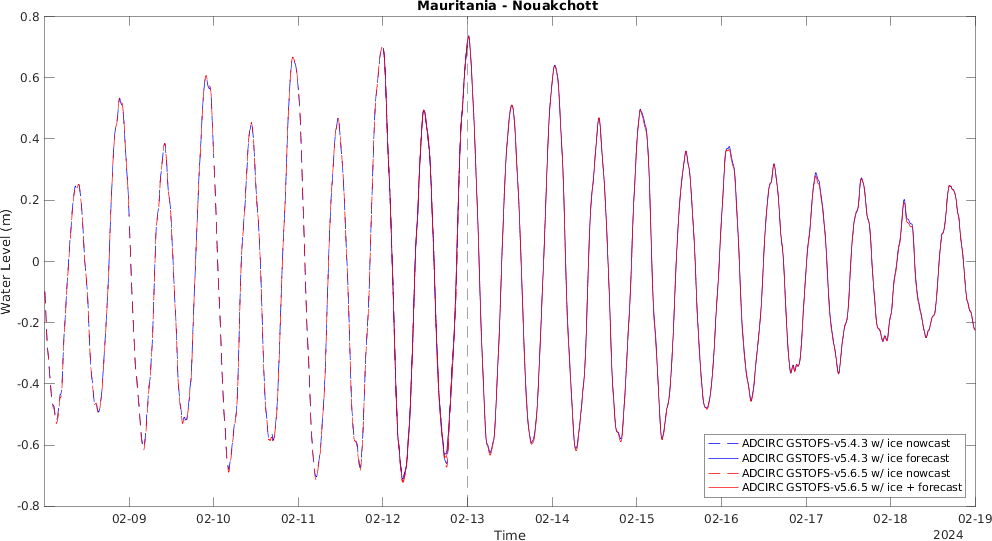 Mauritania - Nouakchott
Water Level (m)
0.8
0.6
0.4
0.2
0
-0.2
-0.4
-0.6
-0.8
ADCIRC GSTOFS-v5.4.3 w/ ice nowcast
ADCIRC GSTOFS-v5.4.3 w/ ice forecast
ADCIRC GSTOFS-v5.6.5 w/ ice nowcast
ADCIRC GSTOFS-v5.6.5 w/ ice + forecast
02-09 02-10 02-11 02-12 02-13 02-14 02-15 02-16 02-17 02-18 02-19
Time
2024